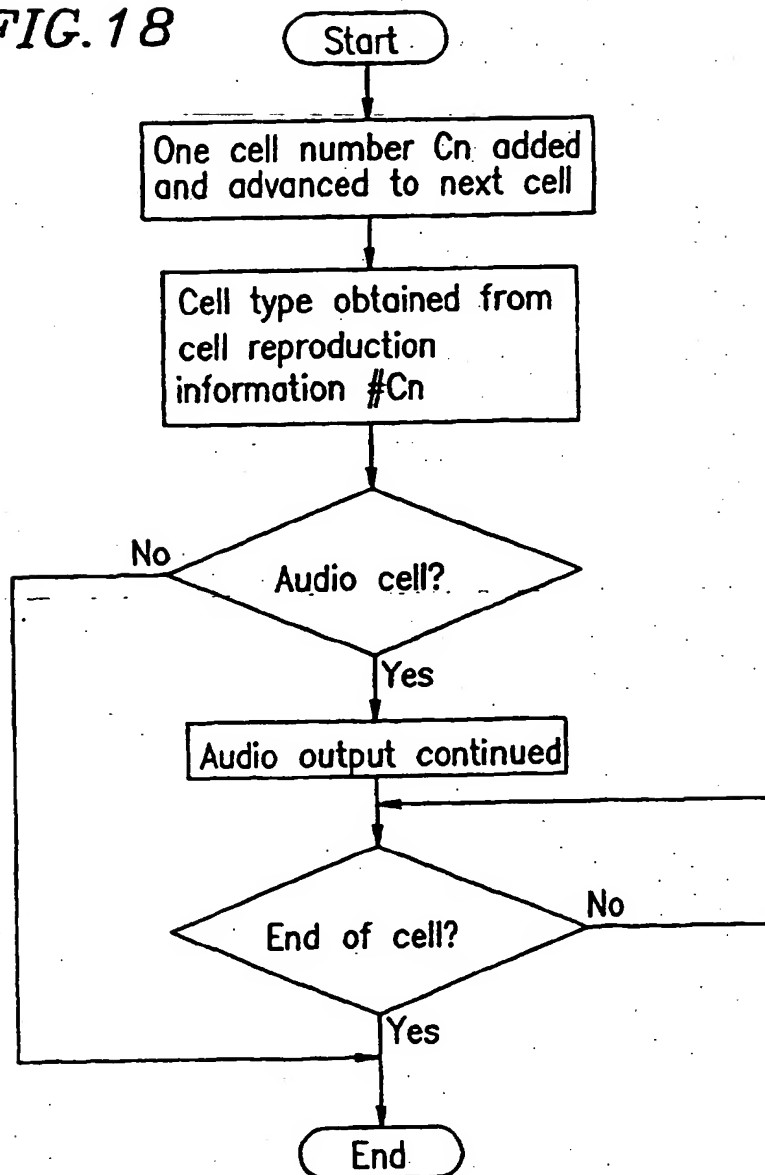 FIG.18
Start
One cell number Cn added
and advanced to next cell
Cell type obtained from
cell reproduction
information #Cn
Audio cell?
No
Yes
Audio output continued
End of cell?
No
Yes
End